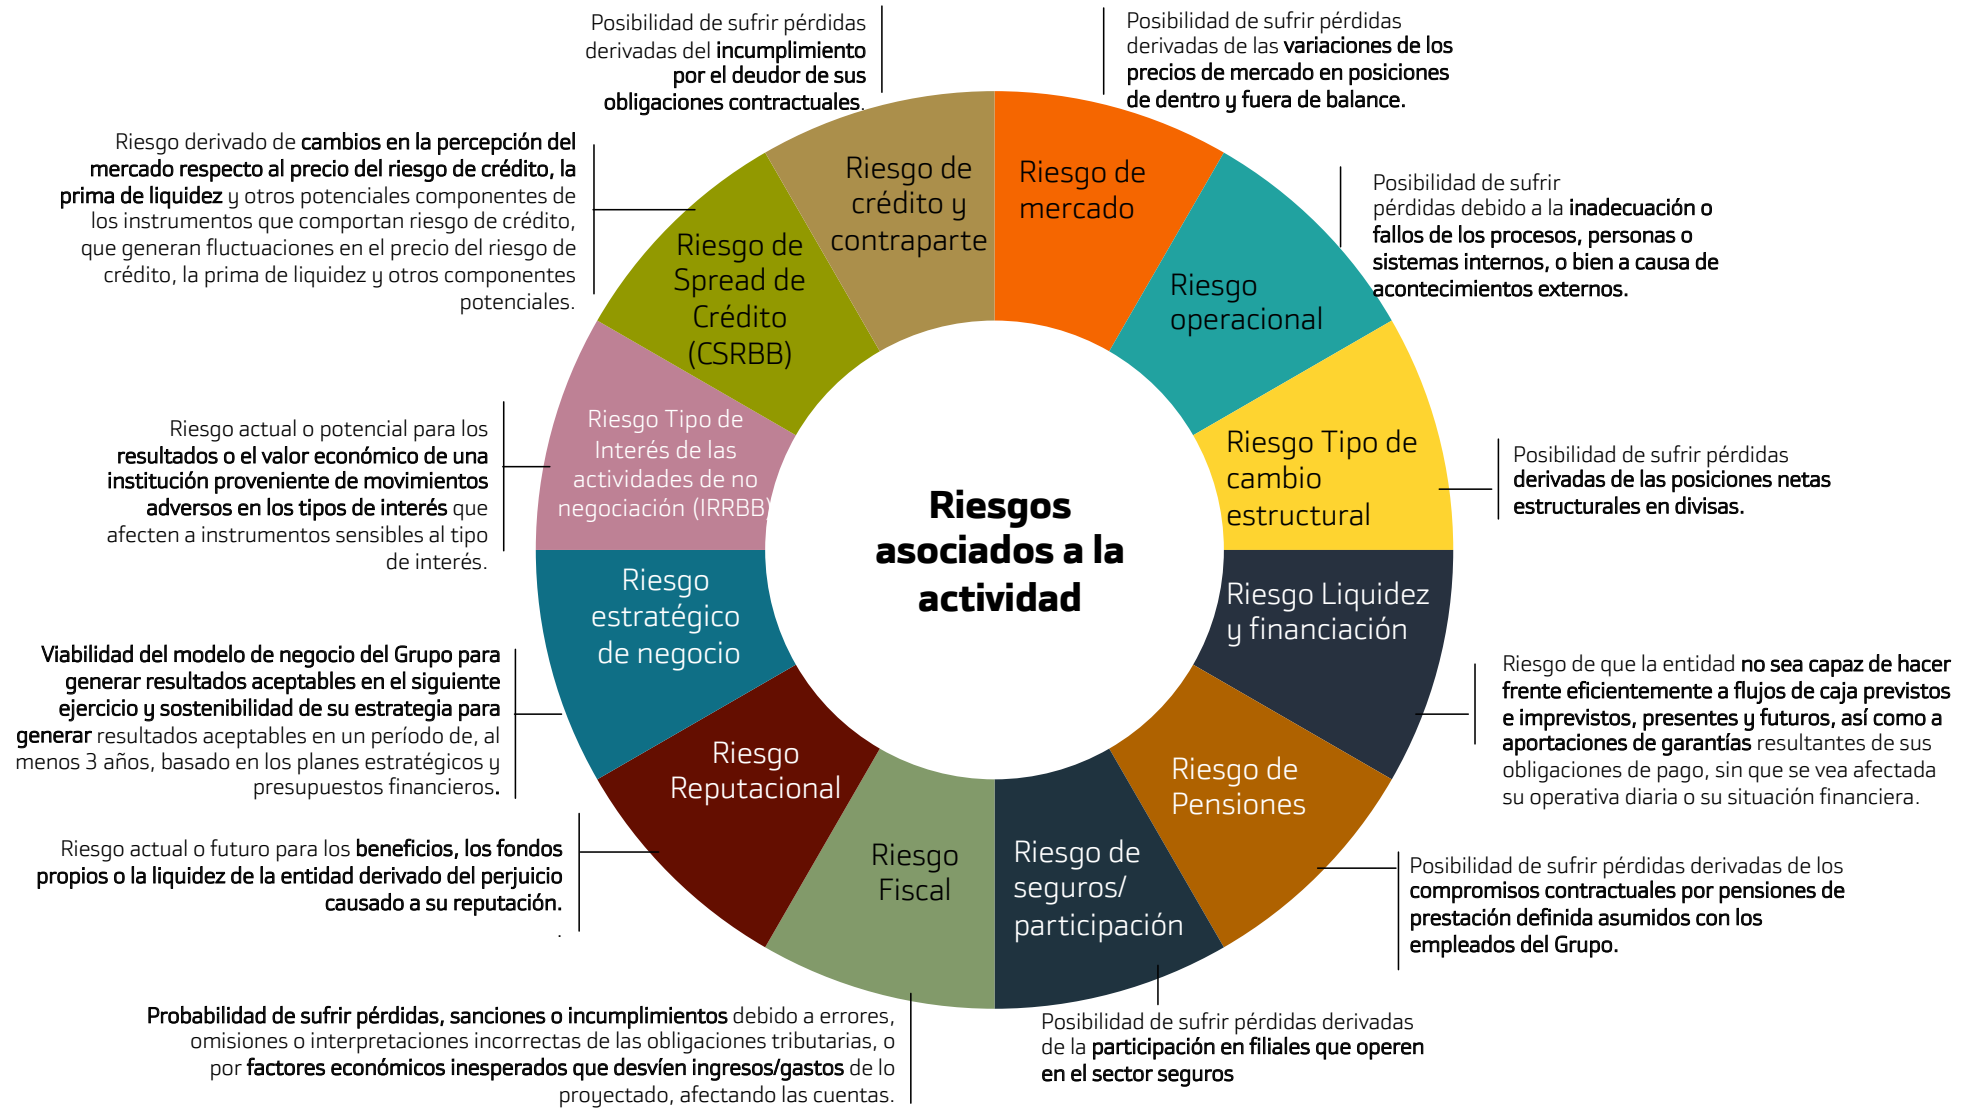 Posibilidad de sufrir pérdidas
derivadas del incumplimiento
por el deudor de sus
obligaciones contractuales.
Posibilidad de sufrir pérdidas
derivadas de las variaciones de los
precios de mercado en posiciones
de dentro y fuera de balance.
Riesgo derivado de cambios en la percepción del
mercado respecto al precio del riesgo de crédito, la
prima de liquidez y otros potenciales componentes de
los instrumentos que comportan riesgo de crédito,
que generan fluctuaciones en el precio del riesgo de
crédito, la prima de liquidez y otros componentes
potenciales.
Riesgo de
crédito y
contraparte
Riesgo de
mercado
Posibilidad de sufrir
pérdidas debido a la inadecuación o
fallos de los procesos, personas o
sistemas internos, o bien a causa de
acontecimientos externos.
Riesgo de
Spread de
Crédito
(CSRBB)
Riesgo
operacional
Riesgo actual o potencial para los
resultados o el valor económico de una
institución proveniente de movimientos
adversos en los tipos de interés que
afecten a instrumentos sensibles al tipo
de interés.
Riesgo Tipo de
Interés de las
actividades de no
negociación (IRRBB)
Riesgo Tipo de
cambio
estructural
Posibilidad de sufrir pérdidas
derivadas de las posiciones netas
estructurales en divisas.
Riesgos
asociados a la
actividad
Riesgo
estratégico
de negocio
Riesgo Liquidez
y financiación
Viabilidad del modelo de negocio del Grupo para
generar resultados aceptables en el siguiente
ejercicio y sostenibilidad de su estrategia para
generar resultados aceptables en un período de, al
menos 3 años, basado en los planes estratégicos y
presupuestos financieros.
Riesgo de que la entidad no sea capaz de hacer
frente eficientemente a flujos de caja previstos
e imprevistos, presentes y futuros, así como a
aportaciones de garantías resultantes de sus
obligaciones de pago, sin que se vea afectada
su operativa diaria o su situación financiera.
Riesgo
Reputacional
Riesgo de
Pensiones
Riesgo actual o futuro para los beneficios, los fondos
propios o la liquidez de la entidad derivado del perjuicio
causado a su reputación.
.
Riesgo
Fiscal
Riesgo de
seguros/
participación
Posibilidad de sufrir pérdidas derivadas de los
compromisos contractuales por pensiones de
prestación definida asumidos con los
empleados del Grupo.
Probabilidad de sufrir pérdidas, sanciones o incumplimientos debido a errores,
omisiones o interpretaciones incorrectas de las obligaciones tributarias, o
por factores económicos inesperados que desvíen ingresos/gastos de lo
proyectado, afectando las cuentas.
Posibilidad de sufrir pérdidas derivadas
de la participación en filiales que operen
en el sector seguros